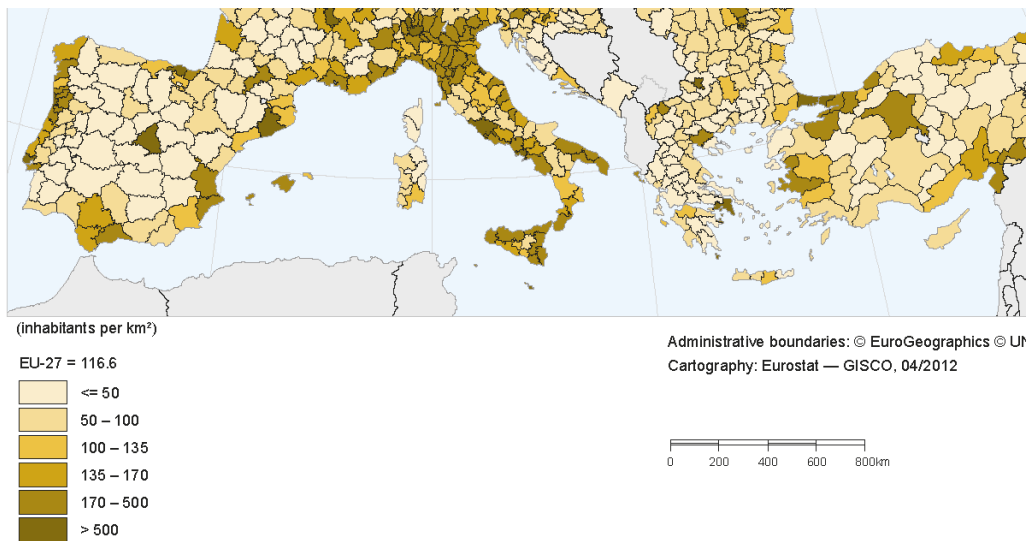 (inhabitants per km²)
EU-27 = 116.6
<= 50
50 – 100
100 – 135
135 – 170
170 – 500
> 500
Administrative boundaries: © EuroGeographics © UN
Cartography: Eurostat — GISCO, 04/2012
0 200 400 600 800km